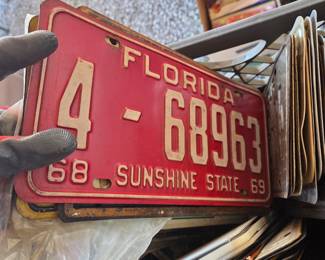 FLORIDA
4 - 68963
68 SUNSHINE STATE 69